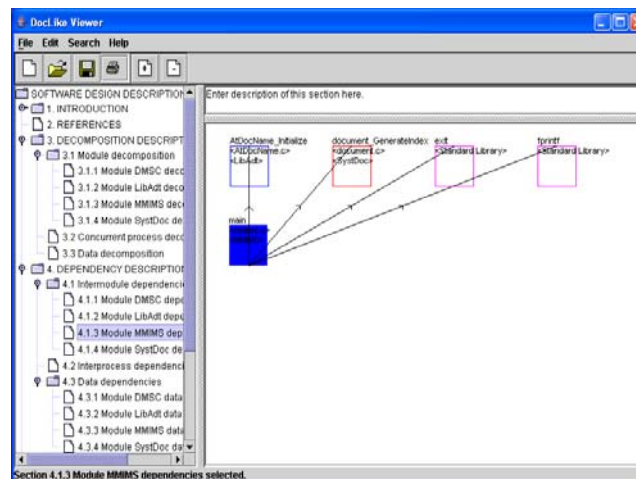 DocLike Viewer
File Edit Search Help
SOFTWARE DESIGN DESCRIPTION
1. INTRODUCTION
2. REFERENCES
3. DECOMPOSITION DESCRIPT
3.1 Module decomposition
3.1.1 Module DMSC deco
3.1.2 Module LibAdt deco
3.1.3 Module MMIMS deco
3.1.4 Module SystDoc de
3.2 Concurrent process deco
3.3 Data decomposition
4. DEPENDENCY DESCRIPTION
4.1 Intermodule dependenci
4.1.1 Module DMSC depe
4.1.2 Module LibAdt depe
4.1.3 Module MMIMS dep
4.1.4 Module SystDoc de
4.2 Interprocess dependenci
4.3 Data dependencies
4.3.1 Module DMSC data
4.3.2 Module LibAdt data
4.3.3 Module MMIMS data
4.3.4 Module SystDoc dat
Enter description of this section here.
AtDocName_Initialize document_GenerateIndex exit fprintf
<AtDocName.c> <document.c> <Standard Library> <Standard Library>
<LibAdt> <SystDoc>
main
Section 4.1.3 Module MMIMS dependencies selected.